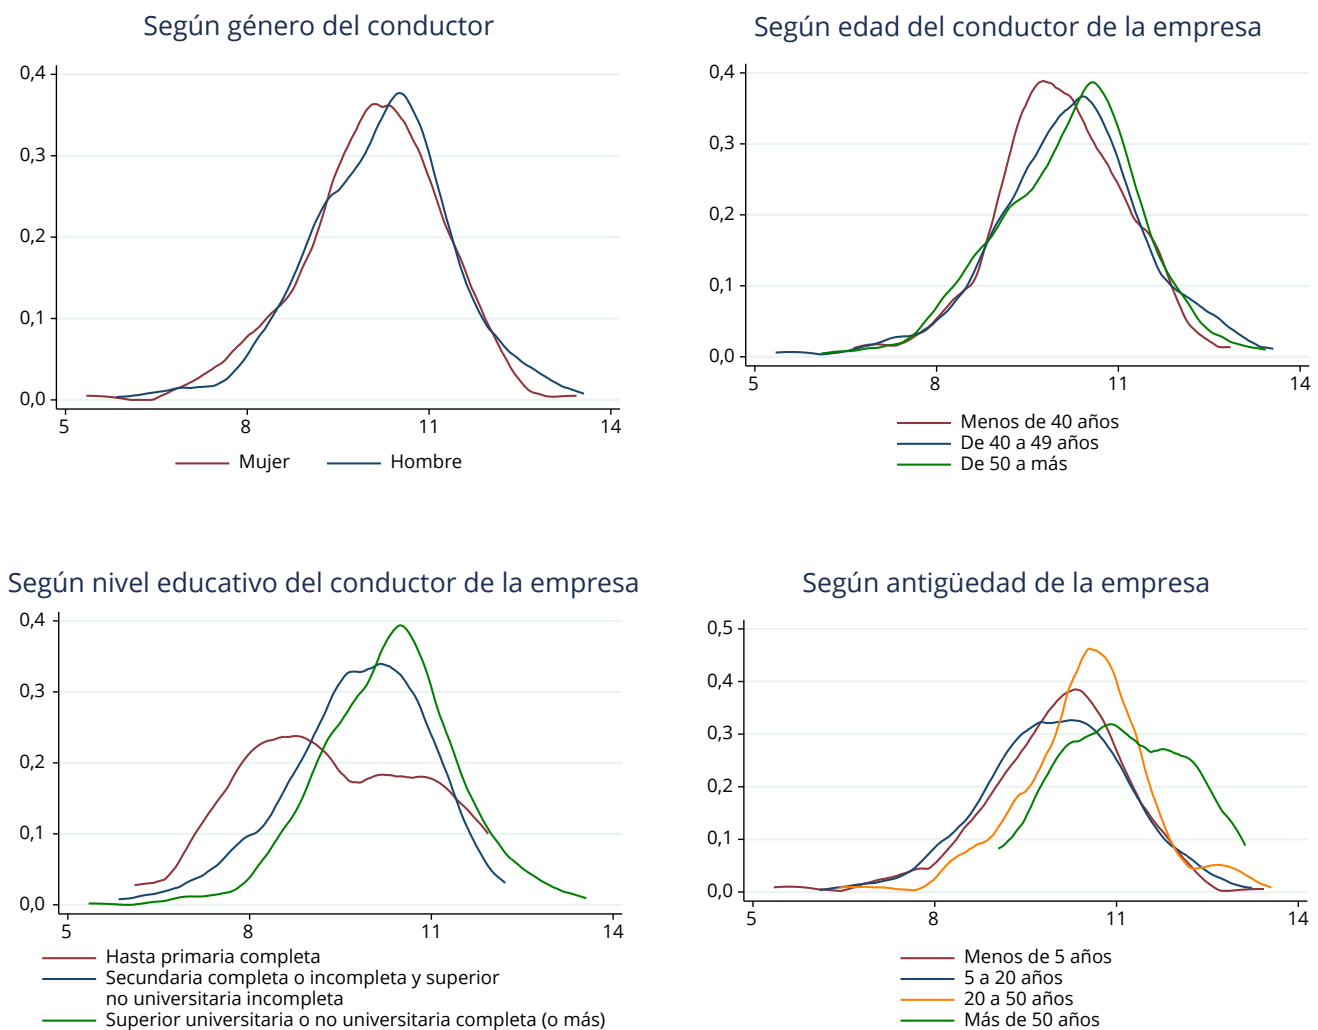 Según género del conductor
0,4
0,3
0,2
0,1
0,0
5
8
11
14
Mujer
Hombre
Según edad del conductor de la empresa
0,4
0,3
0,2
0,1
0,0
5
8
11
14
Menos de 40 años
De 40 a 49 años
De 50 a más
Según nivel educativo del conductor de la empresa
0,4
0,3
0,2
0,1
0,0
5
8
11
14
Hasta primaria completa
Secundaria completa o incompleta y superior
no universitaria incompleta
Superior universitaria o no universitaria completa (o más)
Según antigüedad de la empresa
0,5
0,4
0,3
0,2
0,1
0,0
5
8
11
14
Menos de 5 años
5 a 20 años
20 a 50 años
Más de 50 años